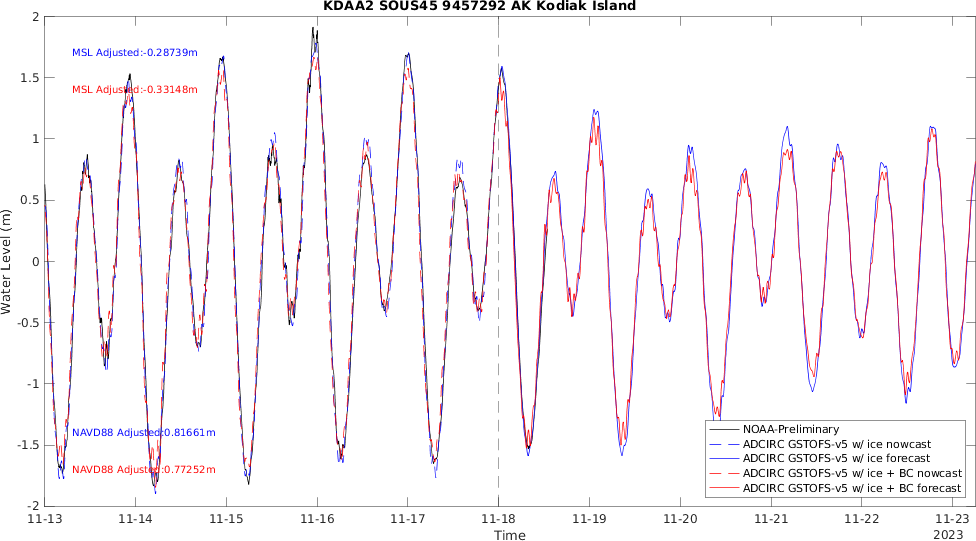 KDAA2 SOUS45 9457292 AK Kodiak Island
2
1.5
1
0.5
0
-0.5
-1
-1.5
-2
Water Level (m)
MSL Adjusted:-0.28739m
MSL Adjusted:-0.33148m
NAVD88 Adjusted:0.81661m
NAVD88 Adjusted:0.77252m
NOAA-Preliminary
ADCIRC GSTOFS-v5 w/ ice nowcast
ADCIRC GSTOFS-v5 w/ ice forecast
ADCIRC GSTOFS-v5 w/ ice + BC nowcast
ADCIRC GSTOFS-v5 w/ ice + BC forecast
11-13 11-14 11-15 11-16 11-17 11-18 11-19 11-20 11-21 11-22 11-23
Time
2023